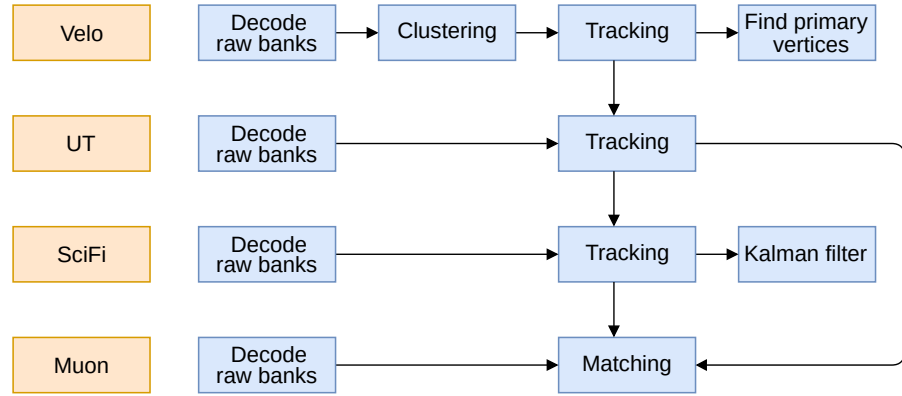 Velo
Decode
raw banks
Clustering
Tracking
Find primary
vertices
UT
Decode
raw banks
Tracking
SciFi
Decode
raw banks
Tracking
Kalman filter
Muon
Decode
raw banks
Matching